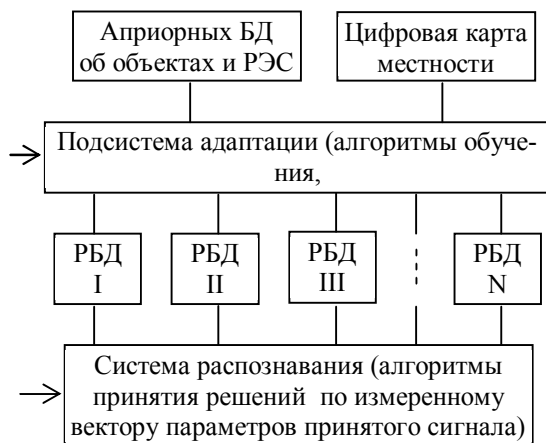 Априорных БД
об объектах и РЭС
Цифровая карта
местности
Подсистема адаптации (алгоритмы обуче-
ния,
РБД
I
РБД
II
РБД
III
РБД
N
Система распознавания (алгоритмы
принятия решений по измеренному
вектору параметров принятого сигнала)